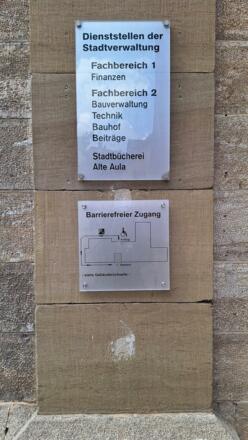 Dienststellen der
Stadtverwaltung
Fachbereich 1
Finanzen
Fachbereich 2
Bauverwaltung
Technik
Bauhof
Beiträge
Stadtbücherei
Alte Aula
Barrierefreier Zugang